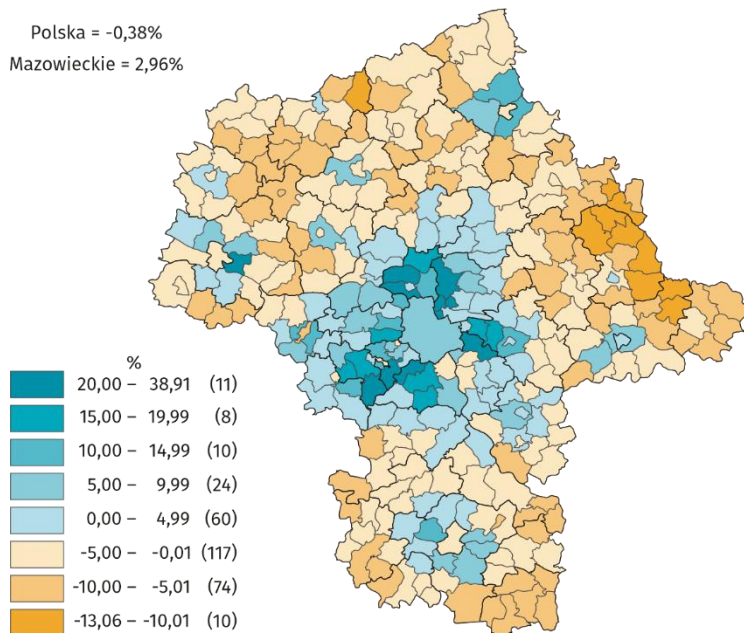 Polska = -0,38%
Mazowieckie = 2,96%
%
20,00 – 38,91 (11)
15,00 – 19,99 (8)
10,00 – 14,99 (10)
5,00 – 9,99 (24)
0,00 – 4,99 (60)
-5,00 – -0,01 (117)
-10,00 – -5,01 (74)
-13,06 – -10,01 (10)